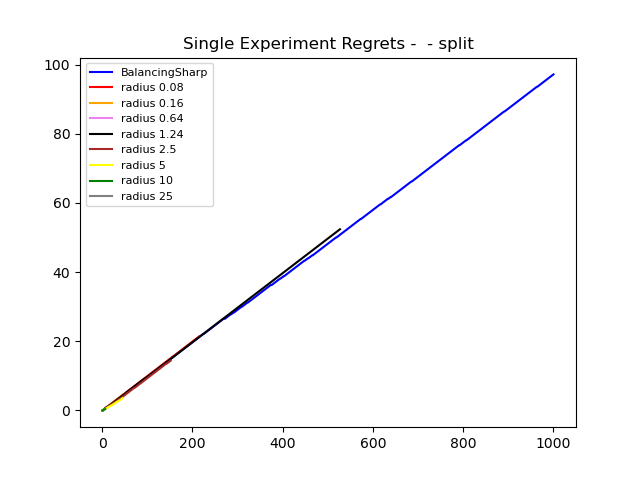 Single Experiment Regrets -  - split
100
80
60
40
20
0
BalancingSharp
radius 0.08
radius 0.16
radius 0.64
radius 1.24
radius 2.5
radius 5
radius 10
radius 25
0 200 400 600 800 1000